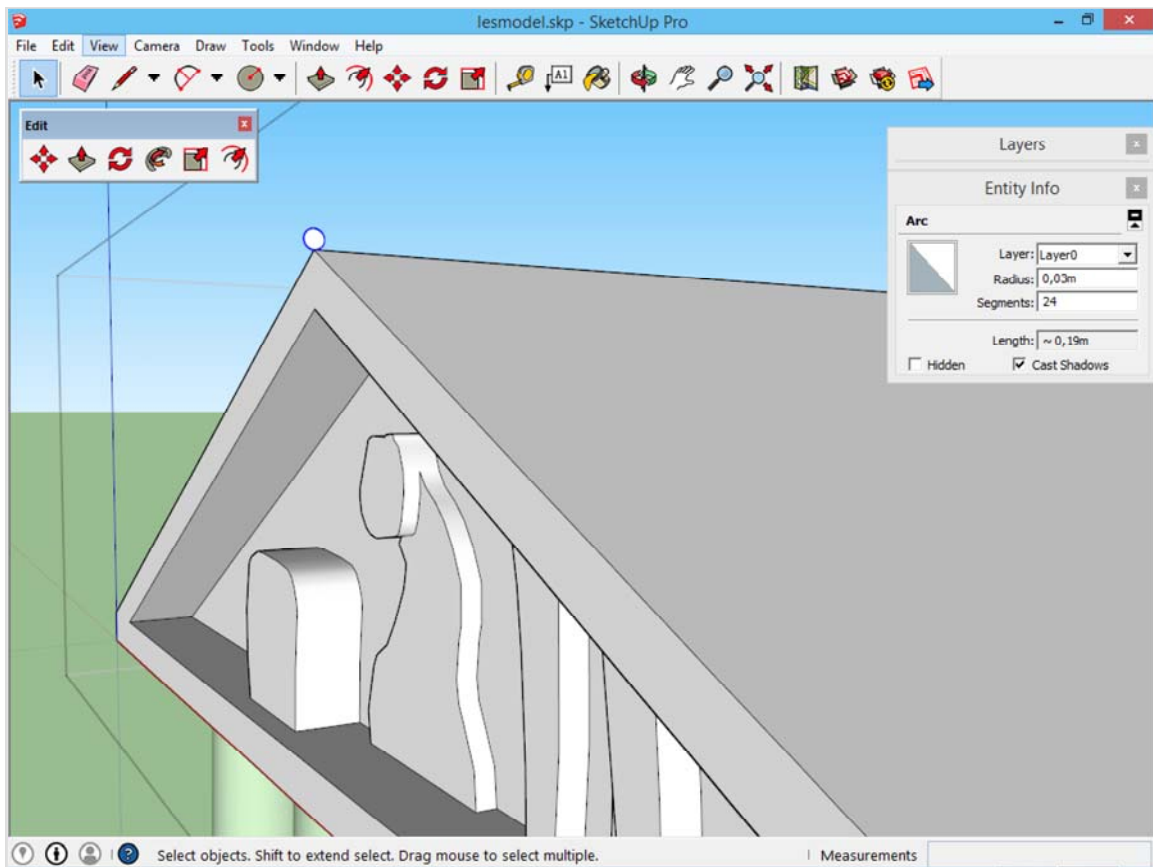 lesmodel.skp - SketchUp Pro
File Edit View Camera Draw Tools Window Help
A1
Edit
Layers
Entity Info
Arc
Layer: Layer0
Radius: 0,03m
Segments: 24
Length: ~ 0,19m
Hidden Cast Shadows
Select objects. Shift to extend select. Drag mouse to select multiple. Measurements